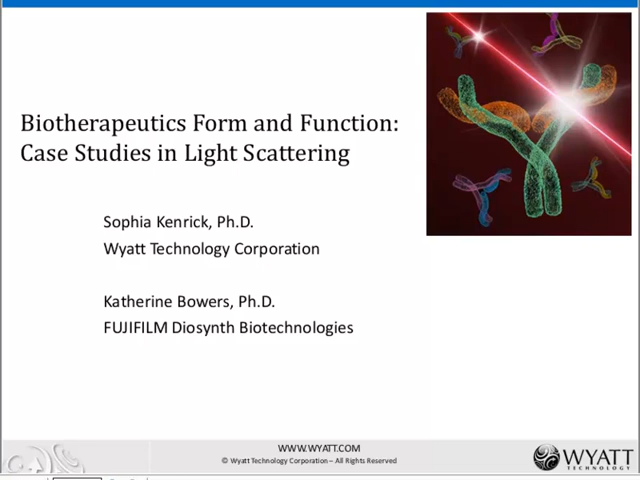 Biotherapeutics Form and Function:
Case Studies in Light Scattering
Sophia Kenrick, Ph.D.
Wyatt Technology Corporation
Katherine Bowers, Ph.D.
FUJIFILM Diosynth Biotechnologies
WWW.WYATT.COM
© Wyatt Technology Corporation – All Rights Reserved
WYATT
TECHNOLOGY